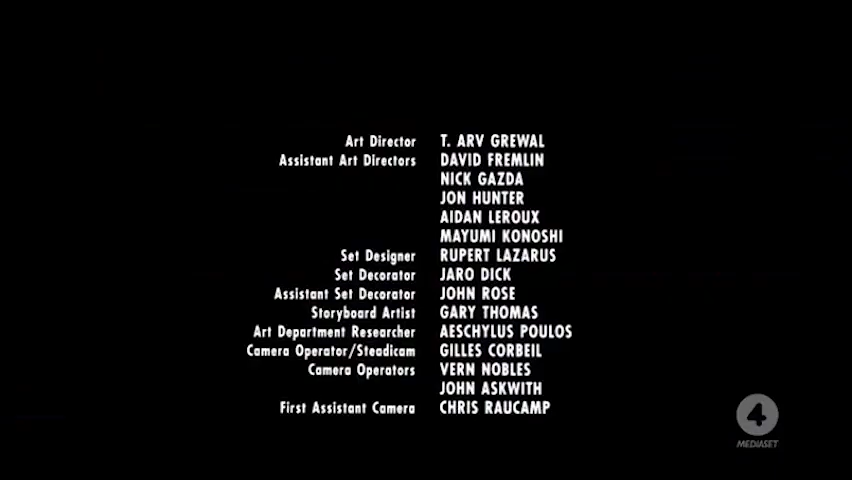 Art Director T. ARV GREWAL
Assistant Art Directors DAVID FREMLIN
NICK GAZDA
JON HUNTER
AIDAN LEROUX
MAYUMI KONOSHI
Set Designer RUPERT LAZARUS
Set Decorator JARO DICK
Assistant Set Decorator JOHN ROSE
Storyboard Artist GARY THOMAS
Art Department Researcher AESCHYLUS POULOS
Camera Operator/Steadicam GILLES CORBEIL
Camera Operators VERN NOBLES
JOHN ASKWITH
First Assistant Camera CHRIS RAUCAMP
4
MEDIASET